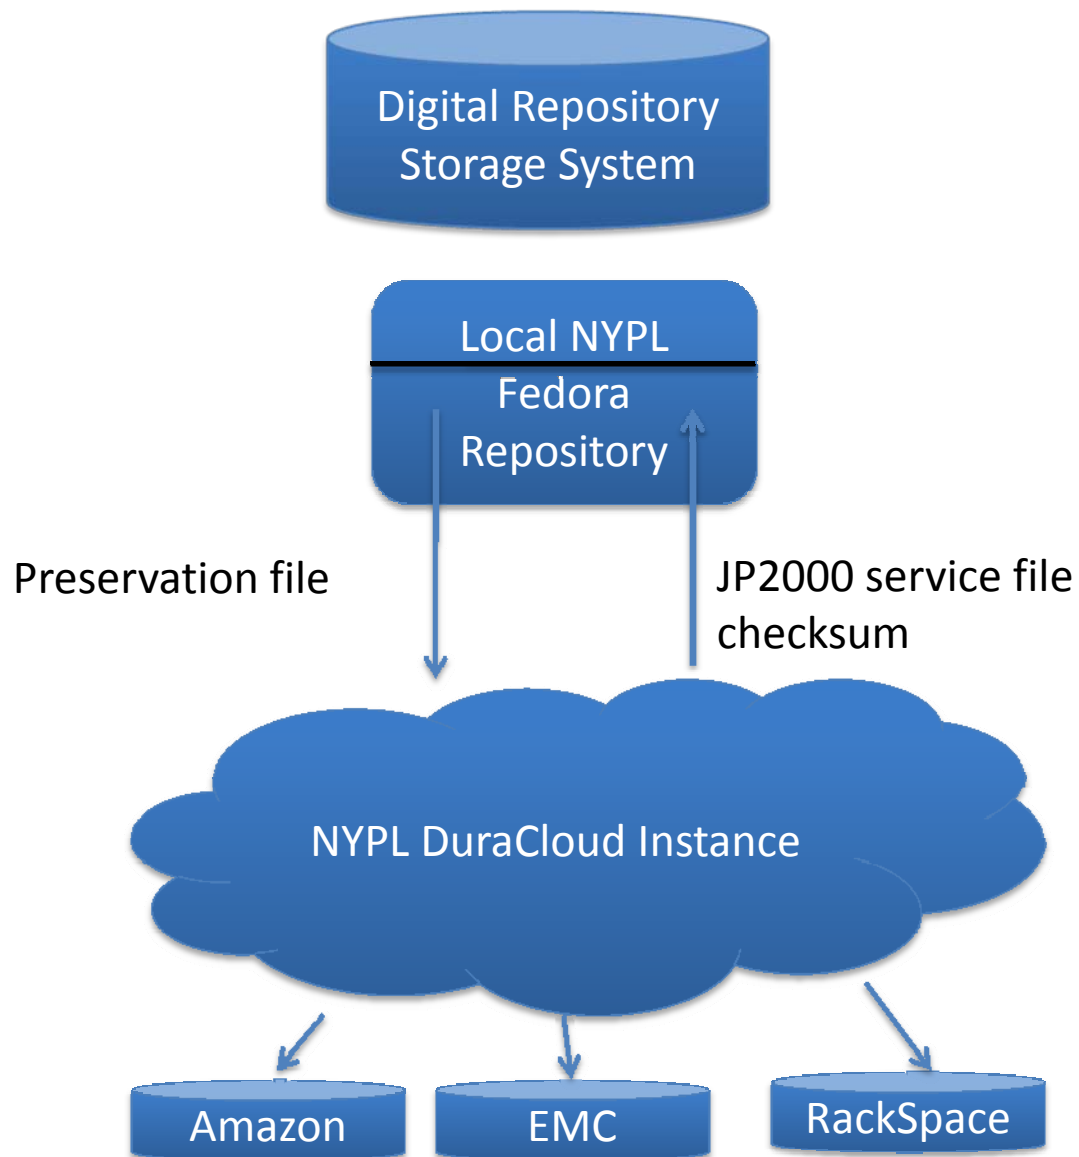 Digital Repository
Storage System
Local NYPL
Fedora
Repository
Preservation file
JP2000 service file
checksum
NYPL DuraCloud Instance
Amazon
EMC
RackSpace